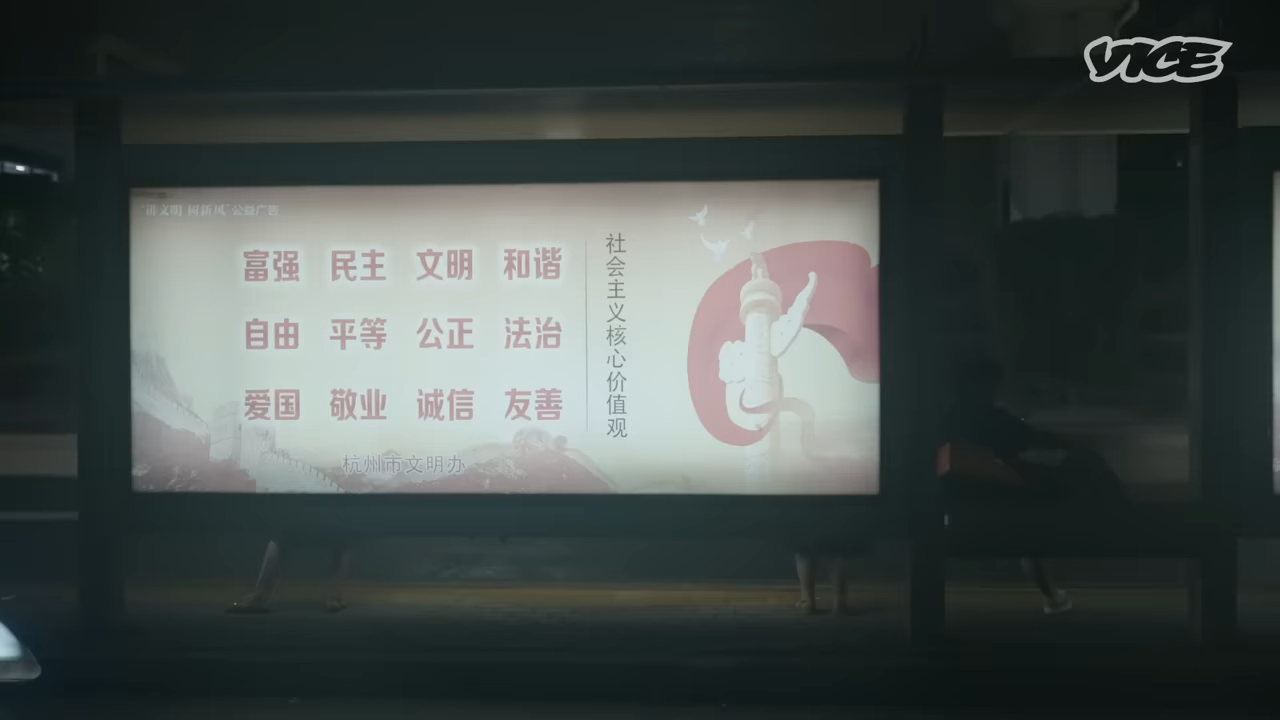 VICE
"讲文明 树新风"公益广告
富强 民主 文明 和谐
自由 平等 公正 法治
爱国 敬业 诚信 友善
社会主义核心价值观
杭州市文明办